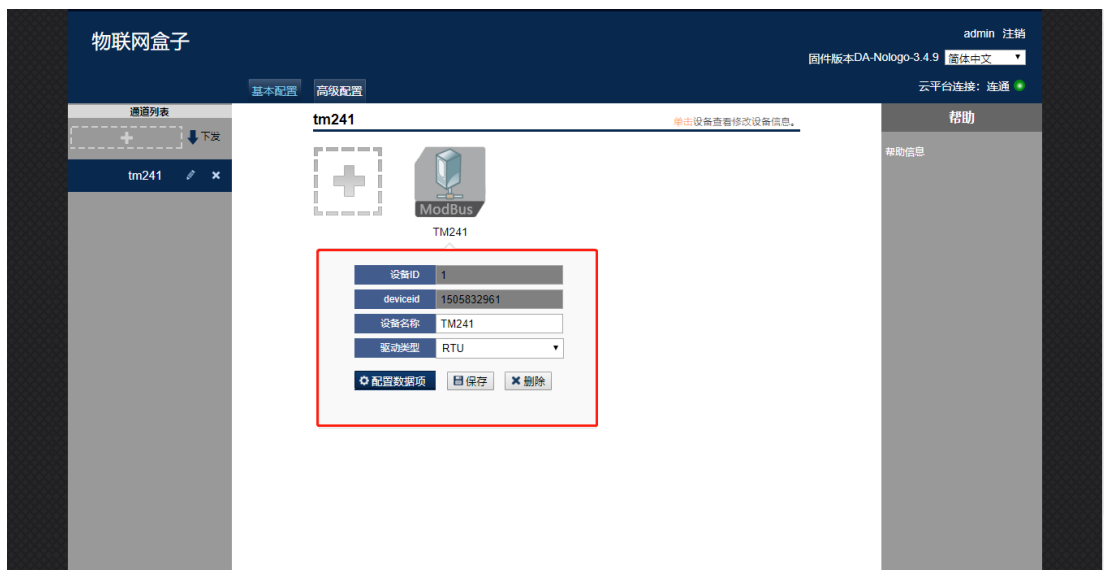 物联网盒子
admin 注销
固件版本DA-Nologo-3.4.9 简体中文
基本配置 高级配置
云平台连接：连通
通道列表
下发
tm241
tm241
单击设备查看修改设备信息。
ModBus
TM241
设备ID 1
deviceid 1505832961
设备名称 TM241
驱动类型 RTU
配置数据项 保存 删除
帮助
帮助信息